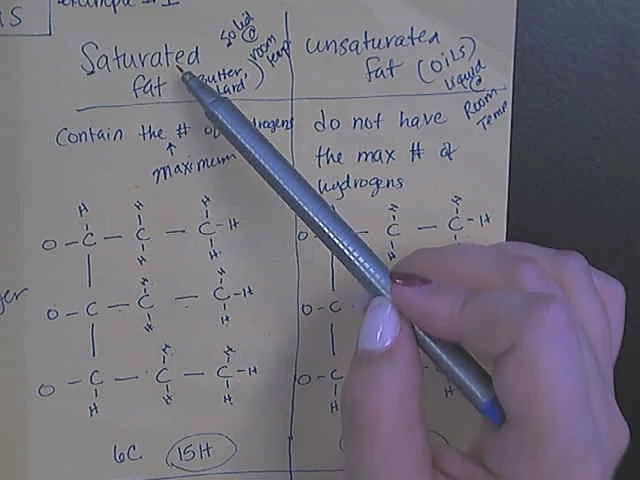 Saturated
fat
Butter,
lard)
Solid
@
room
temp
Contain the # of
maximum
H H H
O-C-C-C-H
H H
H H
O-C-C-C-H
H H
H H
O-C-C-C-H
H H H
6C 15H
unsaturated
fat (oils)
Liquid
@
Room
Temp
do not have
the max # of
hydrogens
H H
O-C-C-C-H
H
O-C
O-C
H H